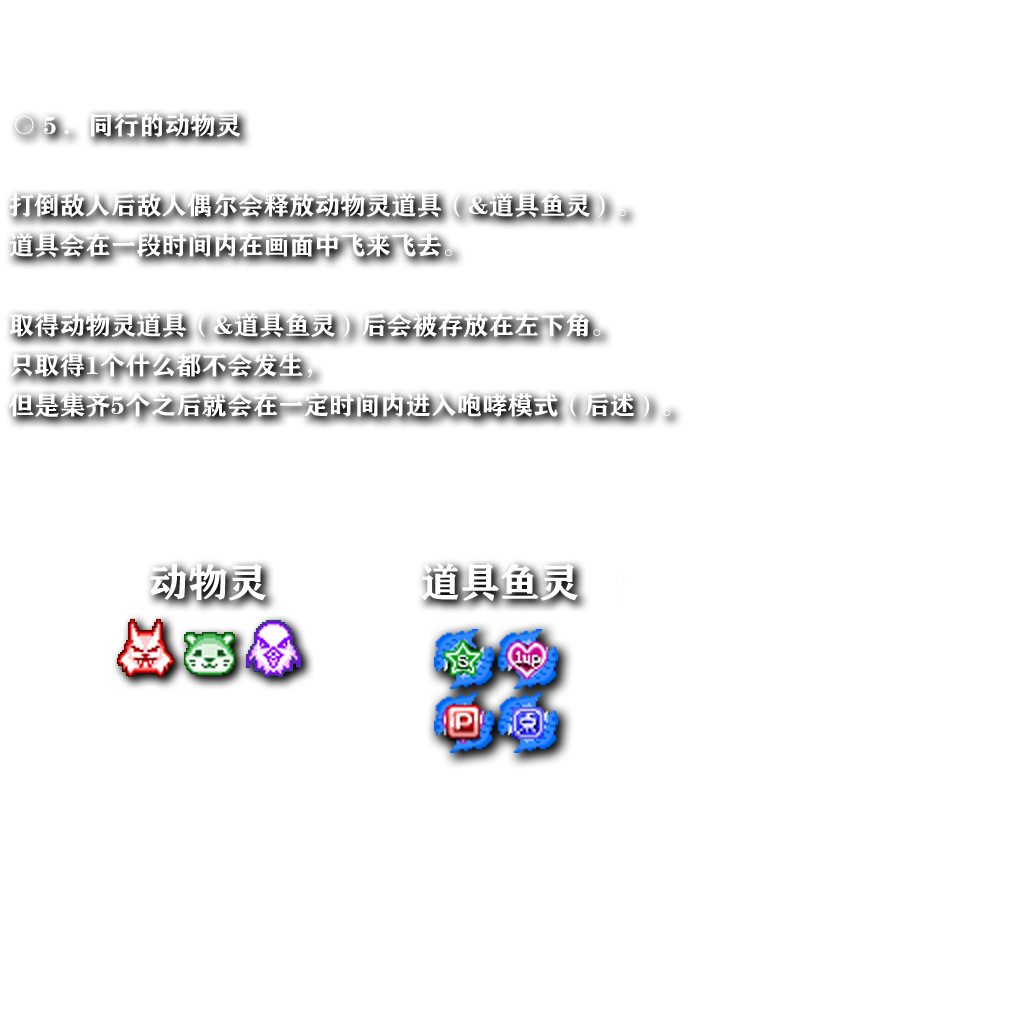 ○5．同行的动物灵
打倒敌人后敌人偶尔会释放动物灵道具（&道具鱼灵）。
道具会在一段时间内在画面中飞来飞去。
取得动物灵道具（&道具鱼灵）后会被存放在左下角。
只取得1个什么都不会发生，
但是集齐5个之后就会在一定时间内进入咆哮模式（后述）。
动物灵 道具鱼灵
S 1up
P 点